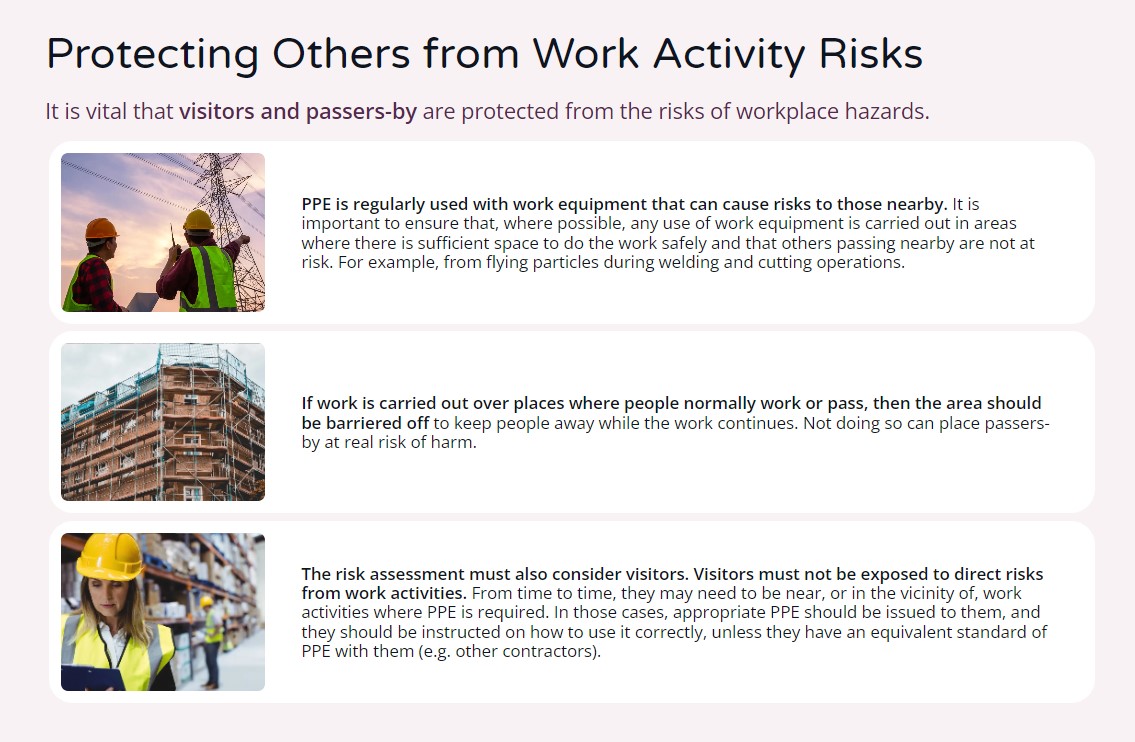 Protecting Others from Work Activity Risks
It is vital that visitors and passers-by are protected from the risks of workplace hazards.
PPE is regularly used with work equipment that can cause risks to those nearby. It is
important to ensure that, where possible, any use of work equipment is carried out in areas
where there is sufficient space to do the work safely and that others passing nearby are not at
risk. For example, from flying particles during welding and cutting operations.
If work is carried out over places where people normally work or pass, then the area should
be barriered off to keep people away while the work continues. Not doing so can place passers-
by at real risk of harm.
The risk assessment must also consider visitors. Visitors must not be exposed to direct risks
from work activities. From time to time, they may need to be near, or in the vicinity of, work
activities where PPE is required. In those cases, appropriate PPE should be issued to them, and
they should be instructed on how to use it correctly, unless they have an equivalent standard of
PPE with them (e.g. other contractors).